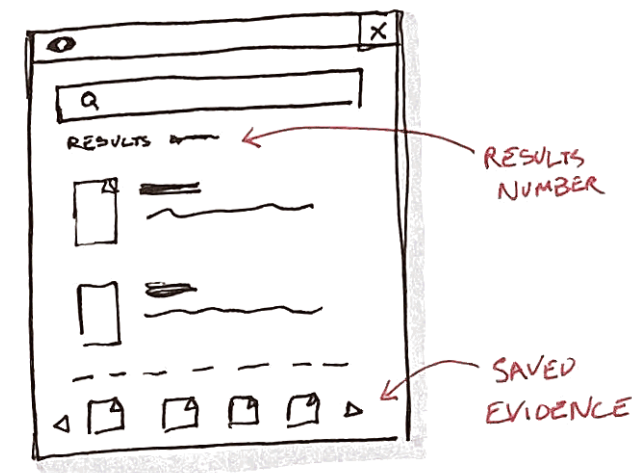 X
RESULTS
RESULTS
NUMBER
SAVED
EVIDENCE